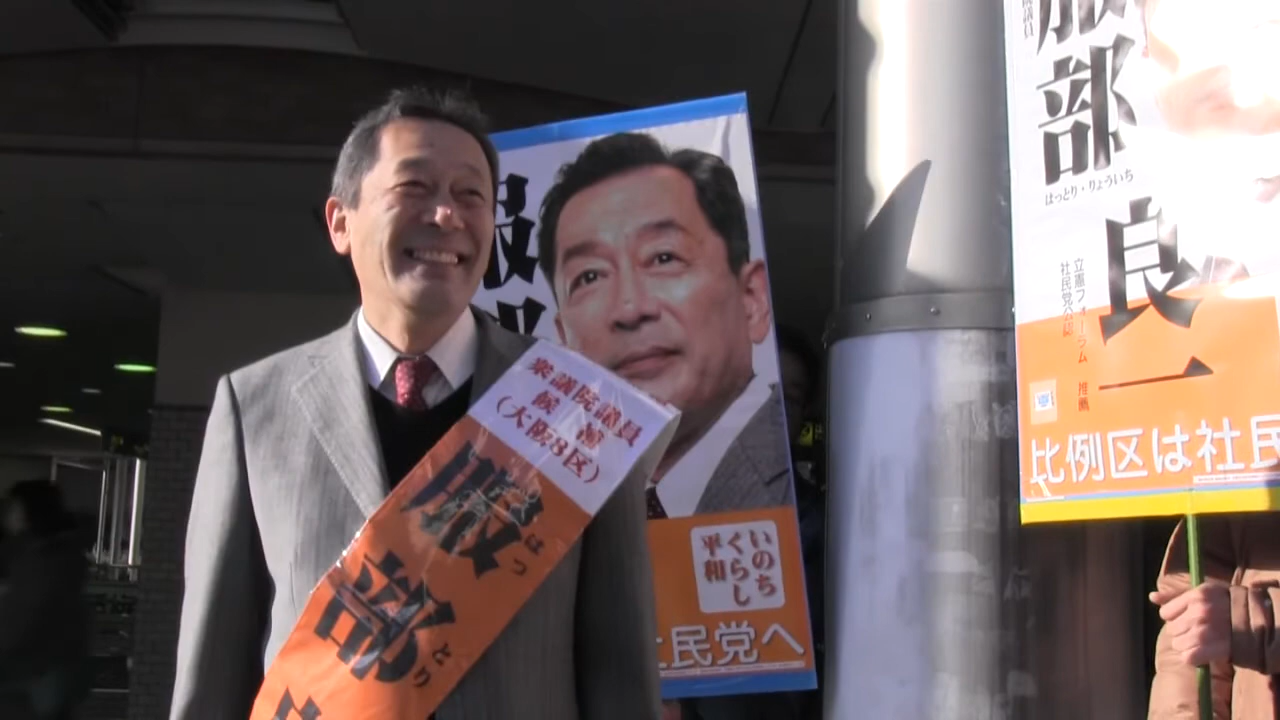 衆議院議員
候補
（大阪8区）
服部
はっ
とり
服
いのち
くらし
平和
社民党へ
服部
良一
はっとり・りょういち
立憲フォーラム 推薦
社民党公認
比例区は社民